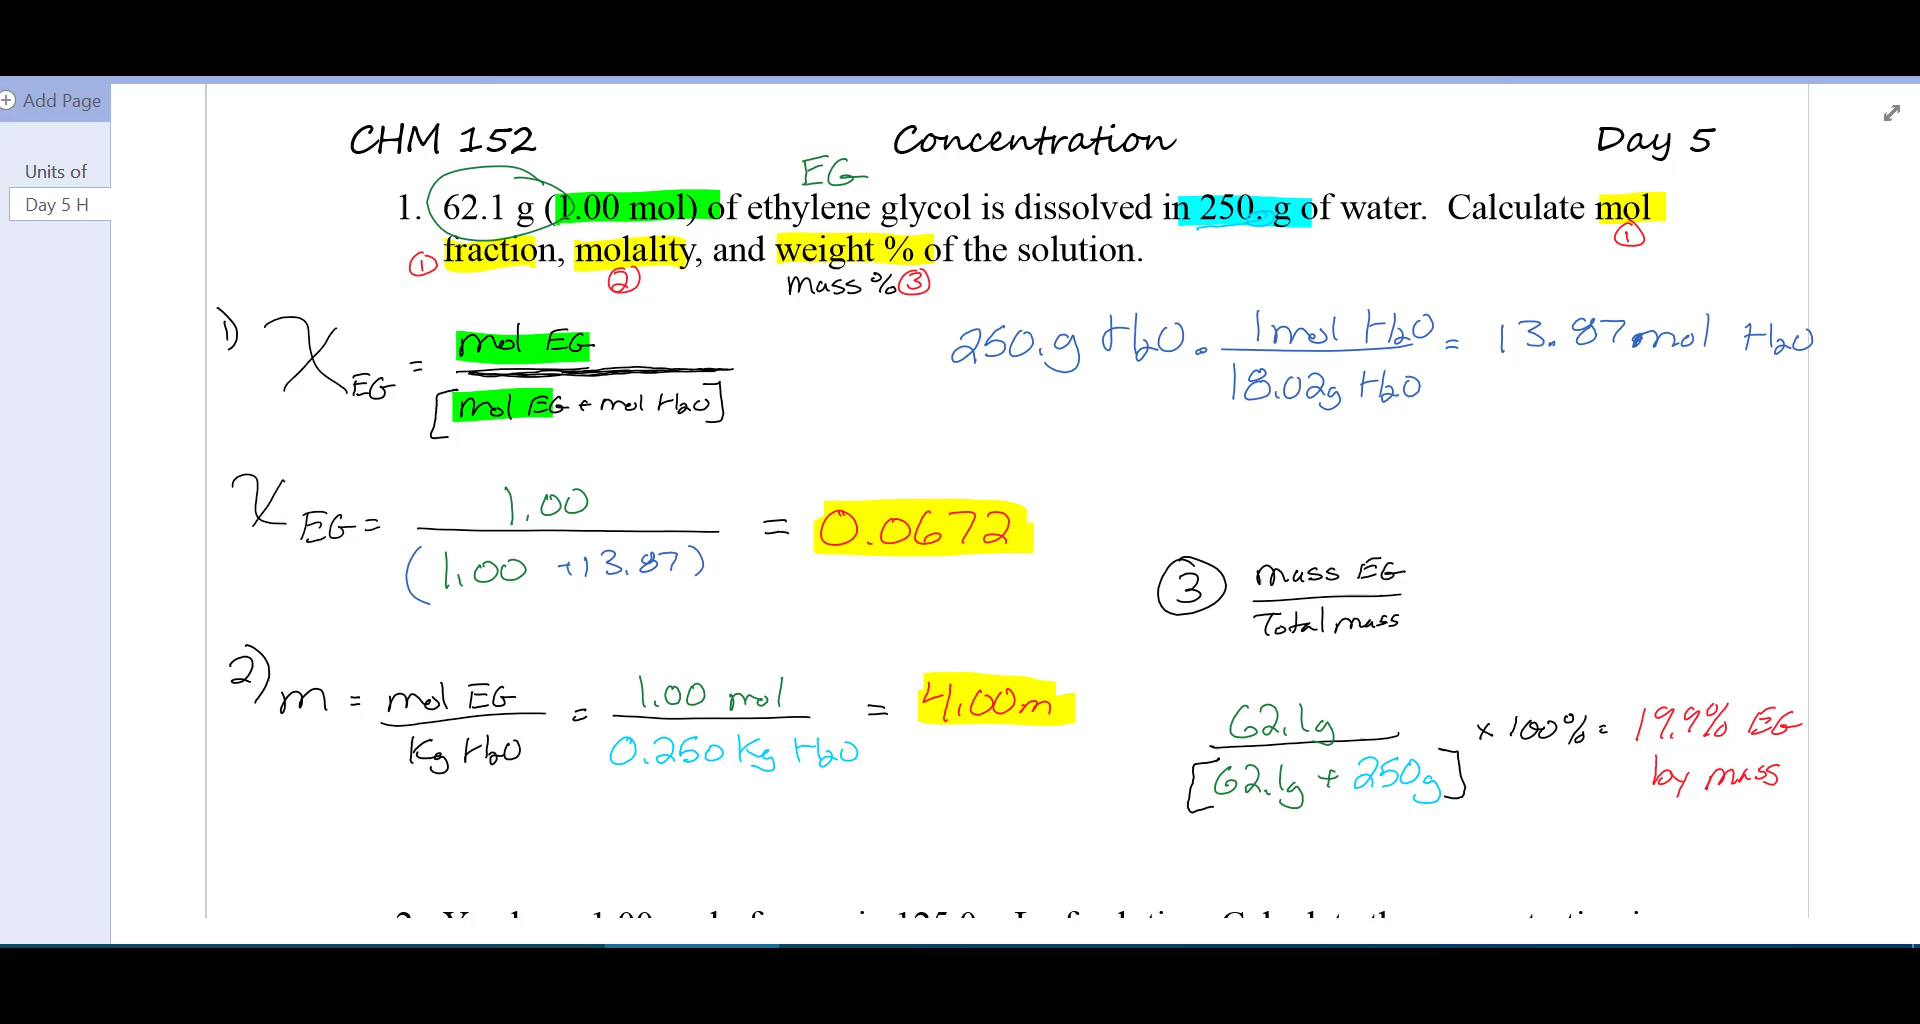 Add Page
Units of
Day 5 H
CHM 152 Concentration Day 5
EG
1. 62.1 g (1.00 mol) of ethylene glycol is dissolved in 250. g of water. Calculate mol
fraction, molality, and weight % of the solution.
① ② mass % ③ ①
1) χEG = mol EG / [mol EG + mol H2O]
250.g H2O · 1 mol H2O / 18.02g H2O = 13.87 mol H2O
χEG = 1.00 / (1.00 + 13.87) = 0.0672
③ mass EG / Total mass
2) m = mol EG / Kg H2O = 1.00 mol / 0.250 Kg H2O = 4.00 m
62.1g / [62.1g + 250g] × 100% = 19.9% EG
by mass